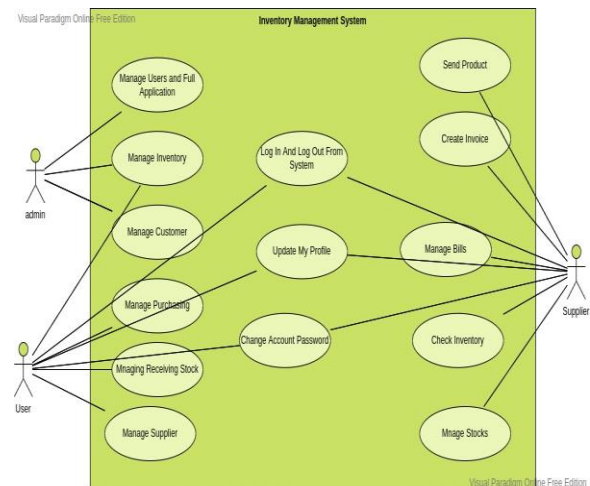 Visual Paradigm Online Free Edition
Inventory Management System
Manage Users and Full
Application
Send Product
Create Invoice
Manage Inventory
Log In And Log Out From
System
admin
Manage Customer
Update My Profile
Manage Bills
Supplier
Manage Purchasing
Change Account Password
Check Inventory
Mnaging Receiving Stock
User
Manage Supplier
Mnage Stocks
Visual Paradigm Online Free Edition